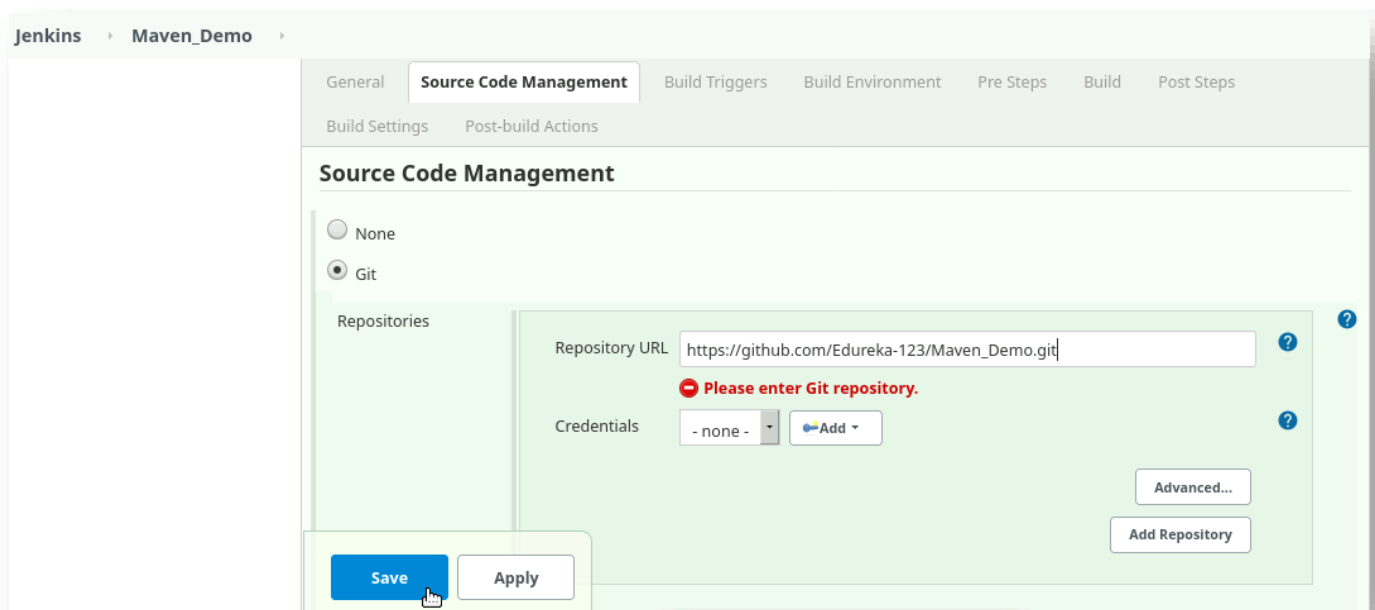 Jenkins Maven_Demo
General Source Code Management Build Triggers Build Environment Pre Steps Build Post Steps
Build Settings Post-build Actions
Source Code Management
None
Git
Repositories
Repository URL https://github.com/Edureka-123/Maven_Demo.git
Please enter Git repository.
Credentials - none - Add
Advanced...
Add Repository
Save Apply